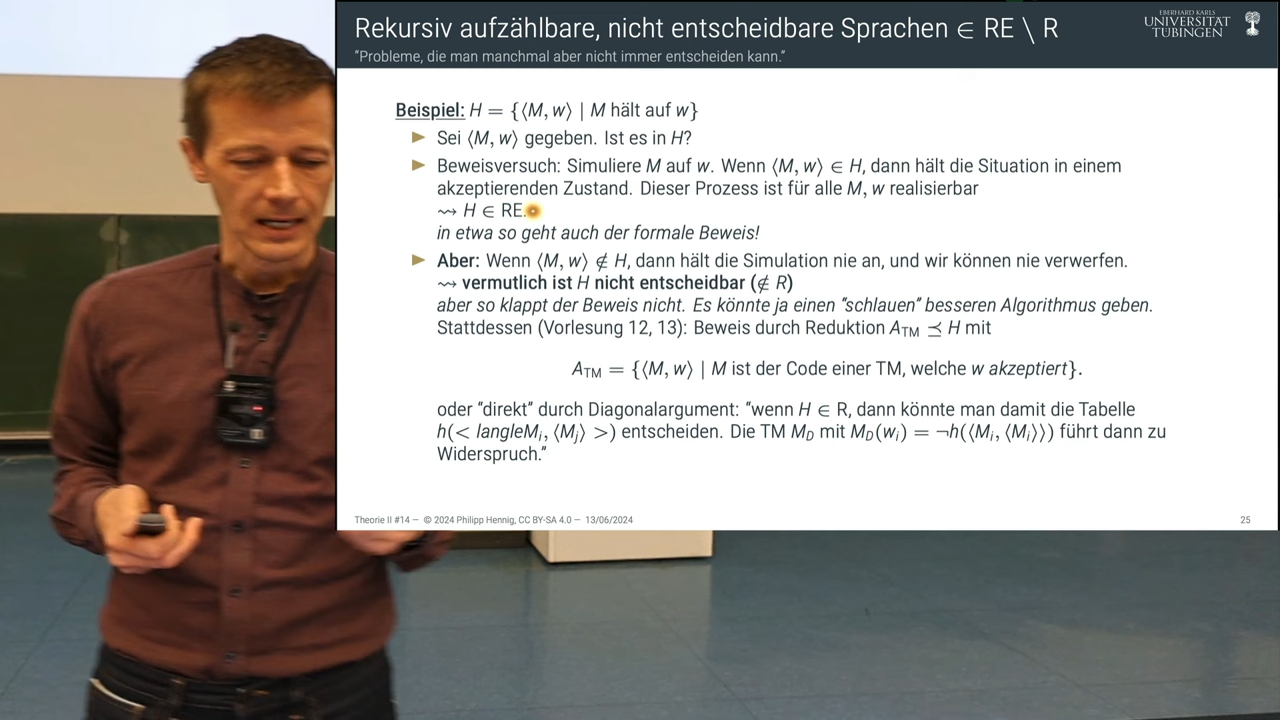 Rekursiv aufzählbare, nicht entscheidbare Sprachen ∈ RE \ R
"Probleme, die man manchmal aber nicht immer entscheiden kann."
EBERHARD KARLS
UNIVERSITÄT
TÜBINGEN
Beispiel: H = {⟨M, w⟩ | M hält auf w}
► Sei ⟨M, w⟩ gegeben. Ist es in H?
► Beweisversuch: Simuliere M auf w. Wenn ⟨M, w⟩ ∈ H, dann hält die Situation in einem
akzeptierenden Zustand. Dieser Prozess ist für alle M, w realisierbar
⇝ H ∈ RE.
in etwa so geht auch der formale Beweis!
► Aber: Wenn ⟨M, w⟩ ∉ H, dann hält die Simulation nie an, und wir können nie verwerfen.
⇝ vermutlich ist H nicht entscheidbar (∉ R)
aber so klappt der Beweis nicht. Es könnte ja einen "schlauen" besseren Algorithmus geben.
Stattdessen (Vorlesung 12, 13): Beweis durch Reduktion A_TM ⪯ H mit
A_TM = {⟨M, w⟩ | M ist der Code einer TM, welche w akzeptiert}.
oder "direkt" durch Diagonalargument: "wenn H ∈ R, dann könnte man damit die Tabelle
h(< langleM_i, ⟨M_j⟩ >) entscheiden. Die TM M_D mit M_D(w_i) = ¬h(⟨M_i, ⟨M_i⟩⟩) führt dann zu
Widerspruch."
Theorie II #14 — © 2024 Philipp Hennig, CC BY-SA 4.0 — 13/06/2024
25